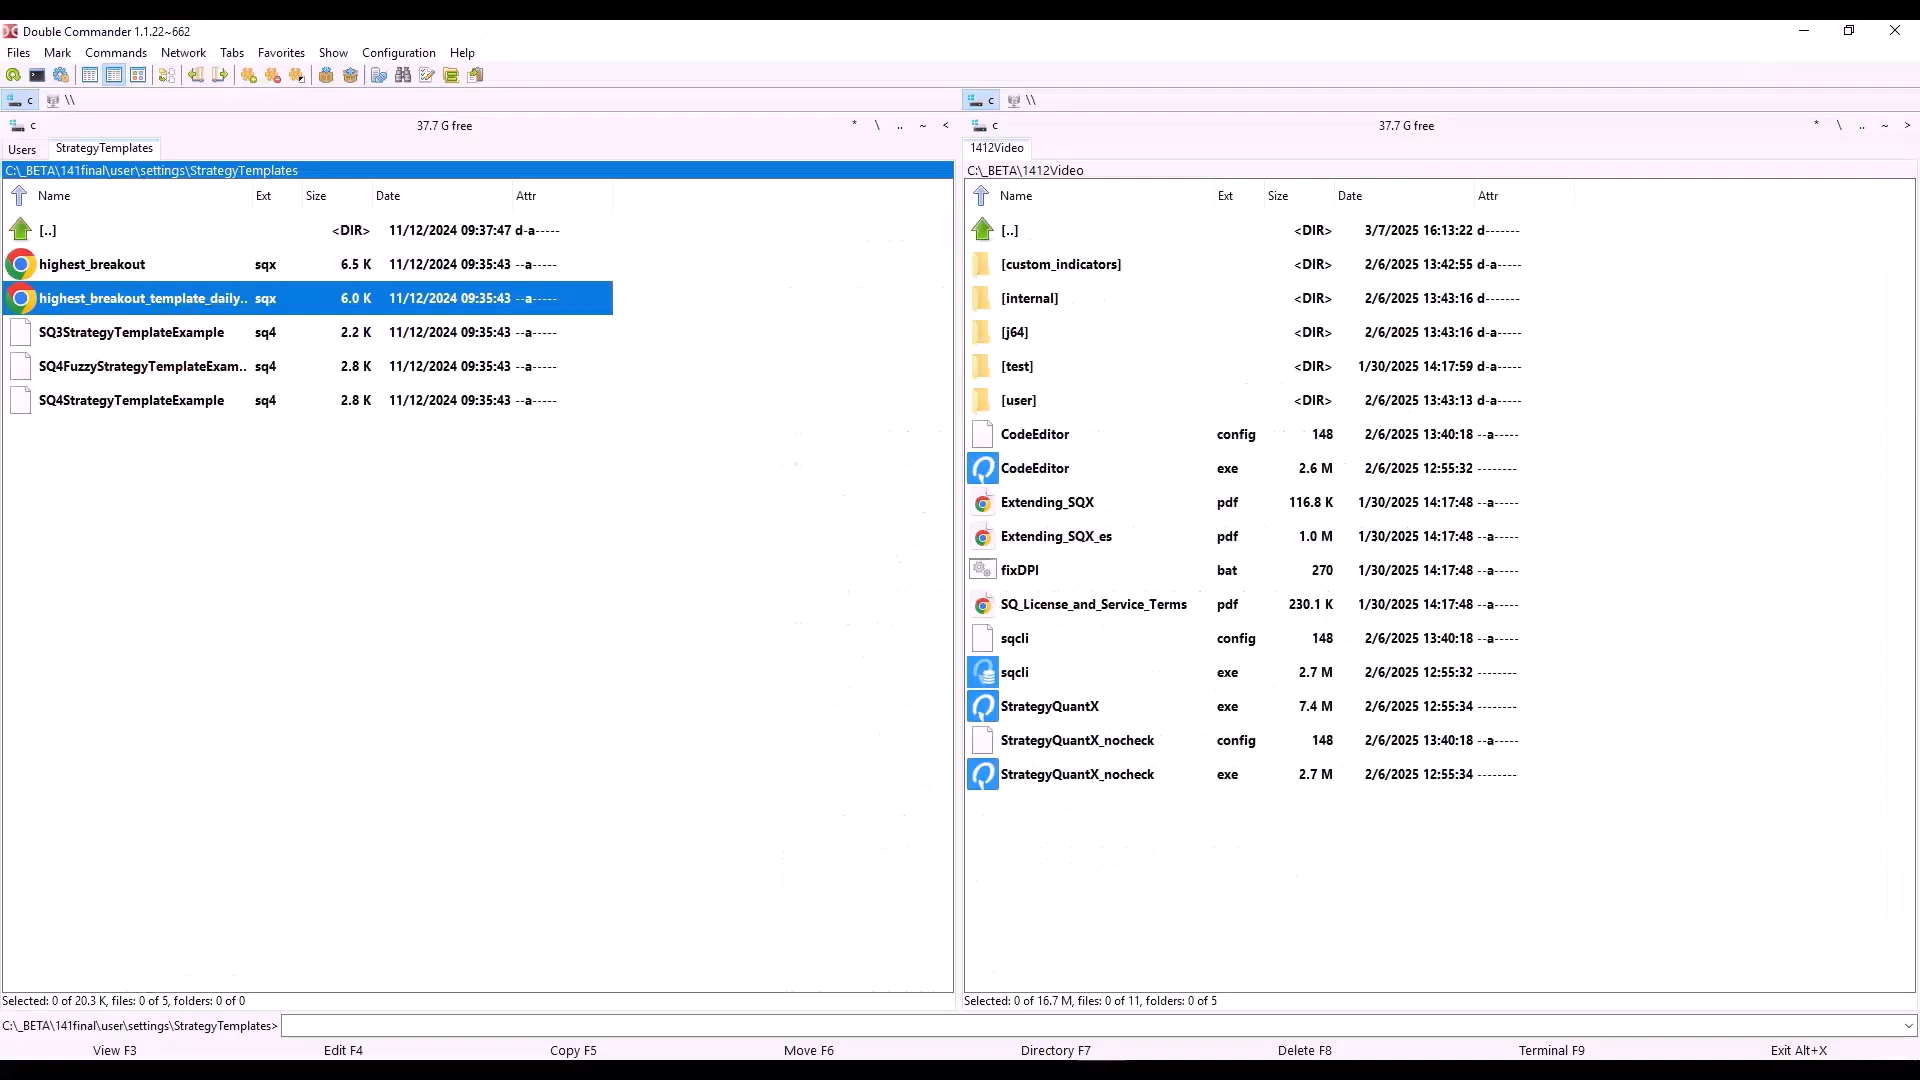 Double Commander 1.1.22~662
Files Mark Commands Network Tabs Favorites Show Configuration Help
c \\ c \\
c 37.7 G free * \ .. ~ < c 37.7 G free * \ .. ~ >
Users StrategyTemplates 1412Video
C:\_BETA\141final\user\settings\StrategyTemplates C:\_BETA\1412Video
Name Ext Size Date Attr Name Ext Size Date Attr
[..] <DIR> 11/12/2024 09:37:47 d-a----- [..] <DIR> 3/7/2025 16:13:22 d-------
highest_breakout sqx 6.5 K 11/12/2024 09:35:43 --a----- [custom_indicators] <DIR> 2/6/2025 13:42:55 d-a-----
highest_breakout_template_daily.. sqx 6.0 K 11/12/2024 09:35:43 --a----- [internal] <DIR> 2/6/2025 13:43:16 d-------
SQ3StrategyTemplateExample sq4 2.2 K 11/12/2024 09:35:43 --a----- [j64] <DIR> 2/6/2025 13:43:16 d-a-----
SQ4FuzzyStrategyTemplateExam.. sq4 2.8 K 11/12/2024 09:35:43 --a----- [test] <DIR> 1/30/2025 14:17:59 d-a-----
SQ4StrategyTemplateExample sq4 2.8 K 11/12/2024 09:35:43 --a----- [user] <DIR> 2/6/2025 13:43:13 d-a-----
CodeEditor config 148 2/6/2025 13:40:18 --a-----
CodeEditor exe 2.6 M 2/6/2025 12:55:32 --------
Extending_SQX pdf 116.8 K 1/30/2025 14:17:48 --a-----
Extending_SQX_es pdf 1.0 M 1/30/2025 14:17:48 --a-----
fixDPI bat 270 1/30/2025 14:17:48 --a-----
SQ_License_and_Service_Terms pdf 230.1 K 1/30/2025 14:17:48 --a-----
sqcli config 148 2/6/2025 13:40:18 --a-----
sqcli exe 2.7 M 2/6/2025 12:55:32 --------
StrategyQuantX exe 7.4 M 2/6/2025 12:55:34 --------
StrategyQuantX_nocheck config 148 2/6/2025 13:40:18 --a-----
StrategyQuantX_nocheck exe 2.7 M 2/6/2025 12:55:34 --------
Selected: 0 of 20.3 K, files: 0 of 5, folders: 0 of 0 Selected: 0 of 16.7 M, files: 0 of 11, folders: 0 of 5
C:\_BETA\141final\user\settings\StrategyTemplates>
View F3 Edit F4 Copy F5 Move F6 Directory F7 Delete F8 Terminal F9 Exit Alt+X